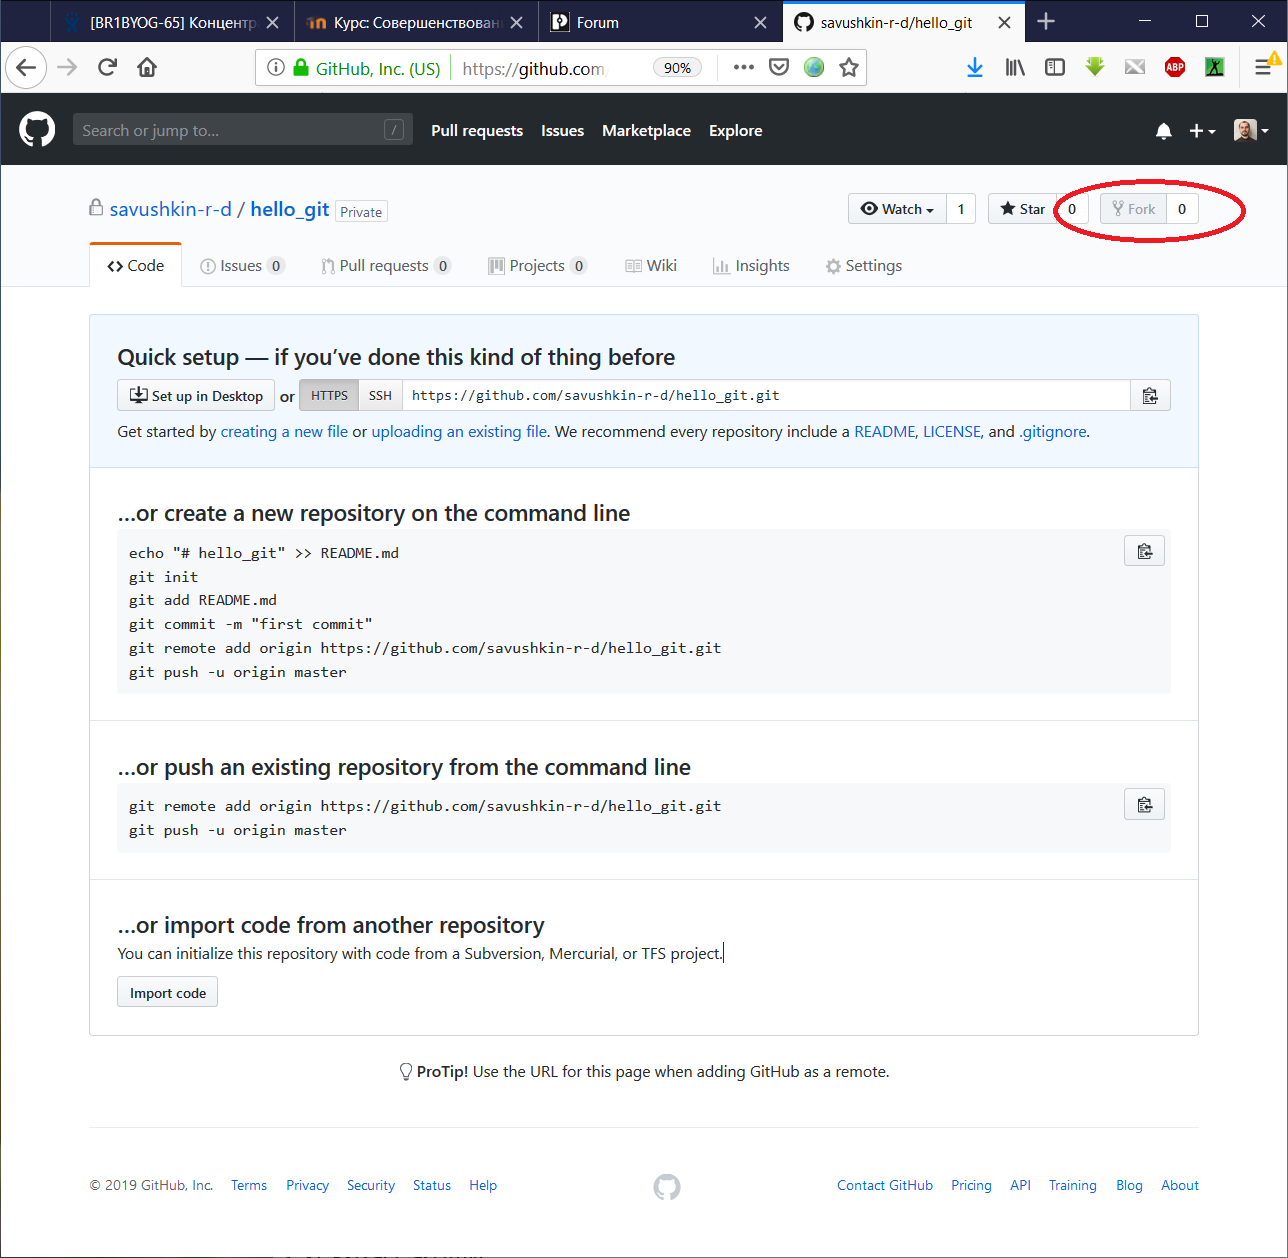 [BR1BYOG-65] Концентр
Курс: Совершенствован
Forum
savushkin-r-d/hello_git
GitHub, Inc. (US)
https://github.com
90%
ABP
Search or jump to...
/
Pull requests
Issues
Marketplace
Explore
savushkin-r-d / hello_git Private
Watch 1
Star 0
Fork 0
Code
Issues 0
Pull requests 0
Projects 0
Wiki
Insights
Settings
Quick setup — if you’ve done this kind of thing before
Set up in Desktop or HTTPS SSH https://github.com/savushkin-r-d/hello_git.git
Get started by creating a new file or uploading an existing file. We recommend every repository include a README, LICENSE, and .gitignore.
…or create a new repository on the command line
echo "# hello_git" >> README.md
git init
git add README.md
git commit -m "first commit"
git remote add origin https://github.com/savushkin-r-d/hello_git.git
git push -u origin master
…or push an existing repository from the command line
git remote add origin https://github.com/savushkin-r-d/hello_git.git
git push -u origin master
…or import code from another repository
You can initialize this repository with code from a Subversion, Mercurial, or TFS project.
Import code
ProTip! Use the URL for this page when adding GitHub as a remote.
© 2019 GitHub, Inc. Terms Privacy Security Status Help
Contact GitHub Pricing API Training Blog About